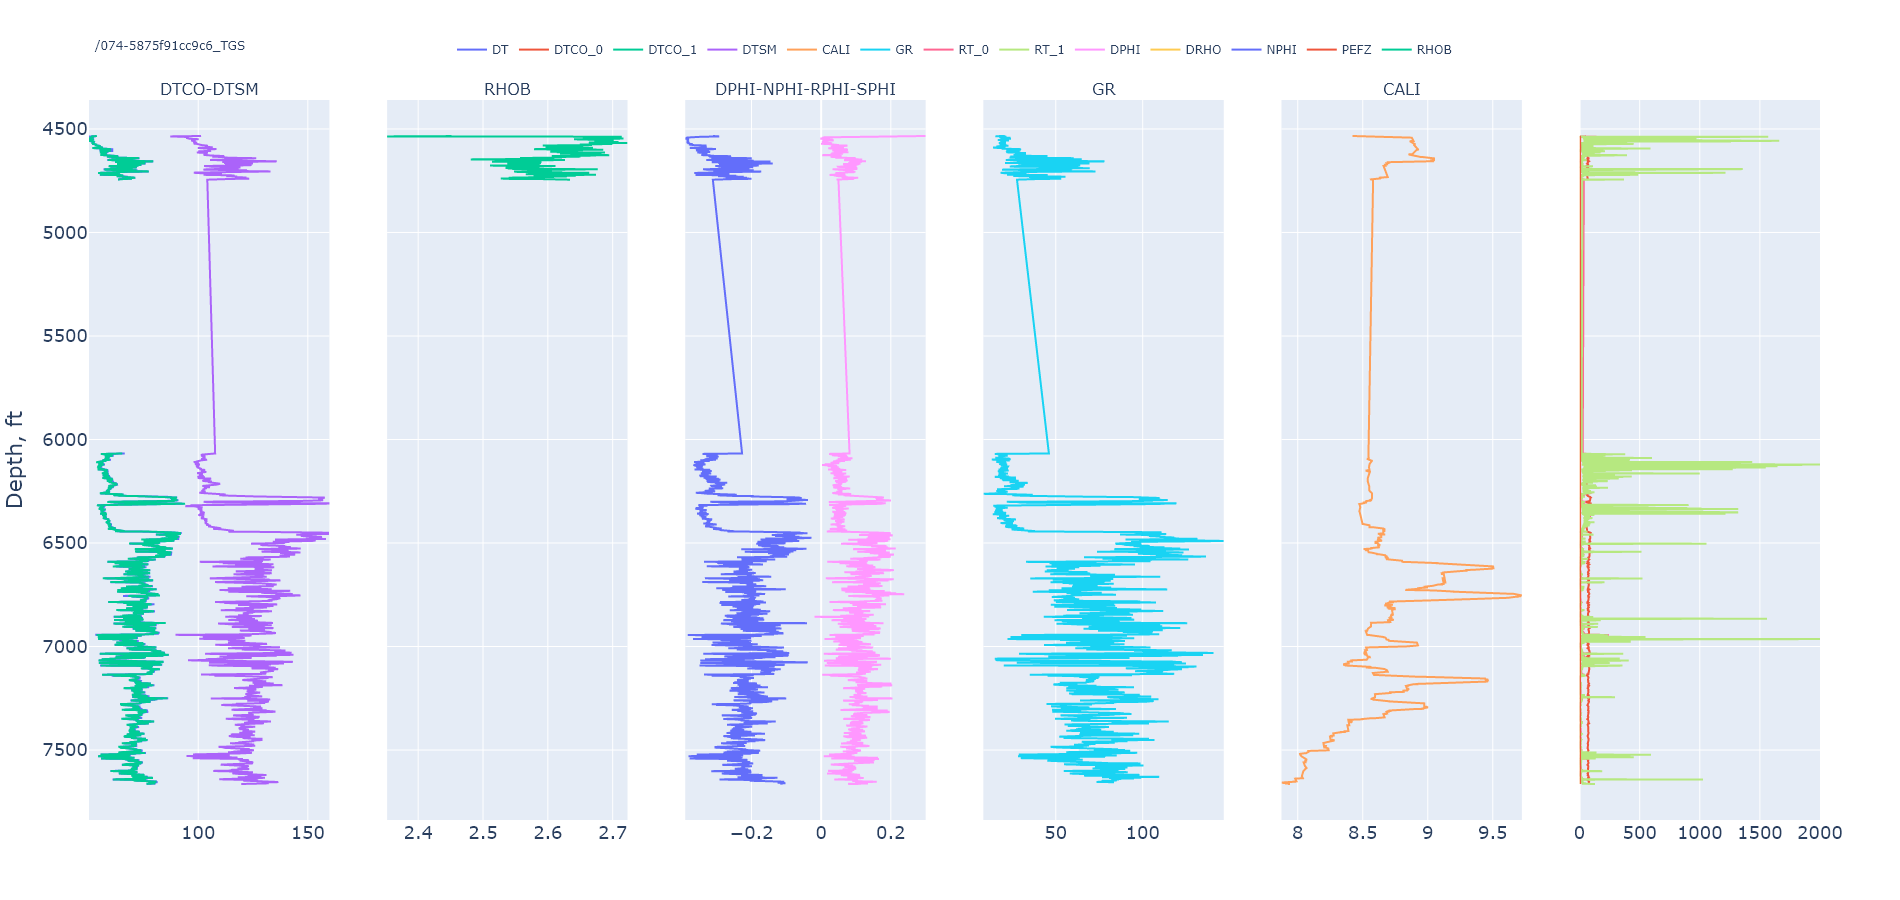 /074-5875f91cc9c6_TGS
DT DTCO_0 DTCO_1 DTSM CALI GR RT_0 RT_1 DPHI DRHO NPHI PEFZ RHOB
DTCO-DTSM RHOB DPHI-NPHI-RPHI-SPHI GR CALI
4500
5000
5500
6000
6500
7000
7500
Depth, ft
100 150 2.4 2.5 2.6 2.7 −0.2 0 0.2 50 100 8 8.5 9 9.5 0 500 1000 1500 2000